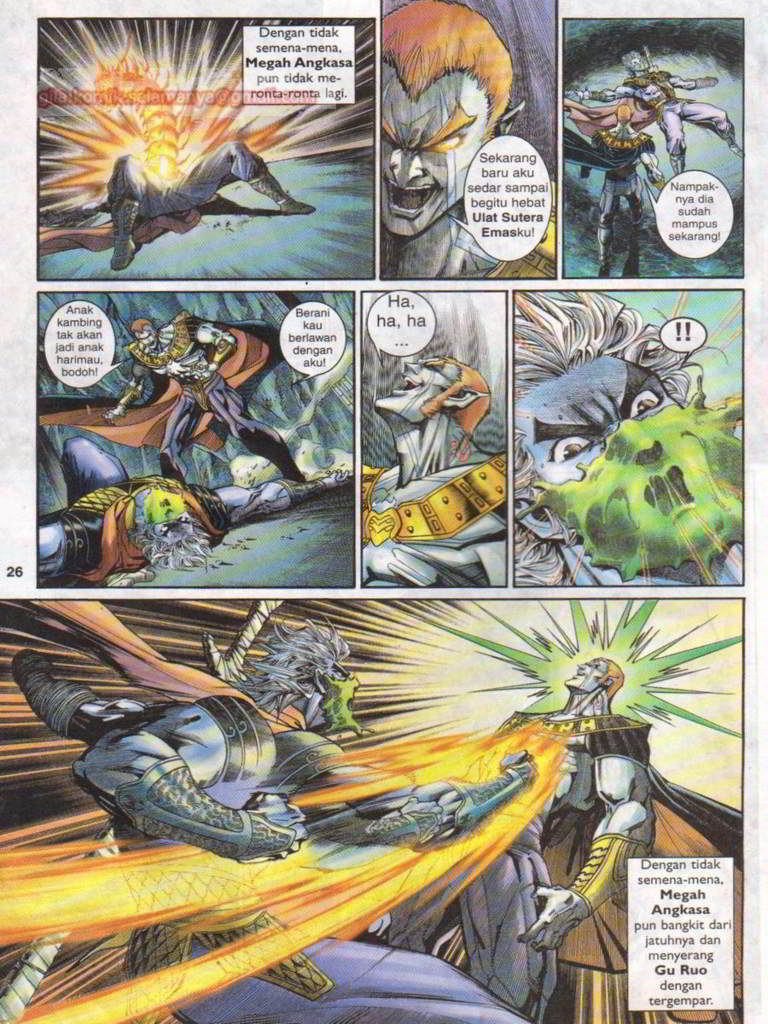 Dengan tidak
semena-mena,
Megah Angkasa
pun tidak me-
ronta-ronta lagi.
Sekarang
baru aku
sedar sampai
begitu hebat
Ulat Sutera
Emasku!
Nampak-
nya dia
sudah
mampus
sekarang!
Anak
kambing
tak akan
jadi anak
harimau,
bodoh!
Berani
kau
berlawan
dengan
aku!
Ha,
ha, ha
...
!!
26
Dengan tidak
semena-mena,
Megah
Angkasa
pun bangkit dari
jatuhnya dan
menyerang
Gu Ruo
dengan
tergempar.